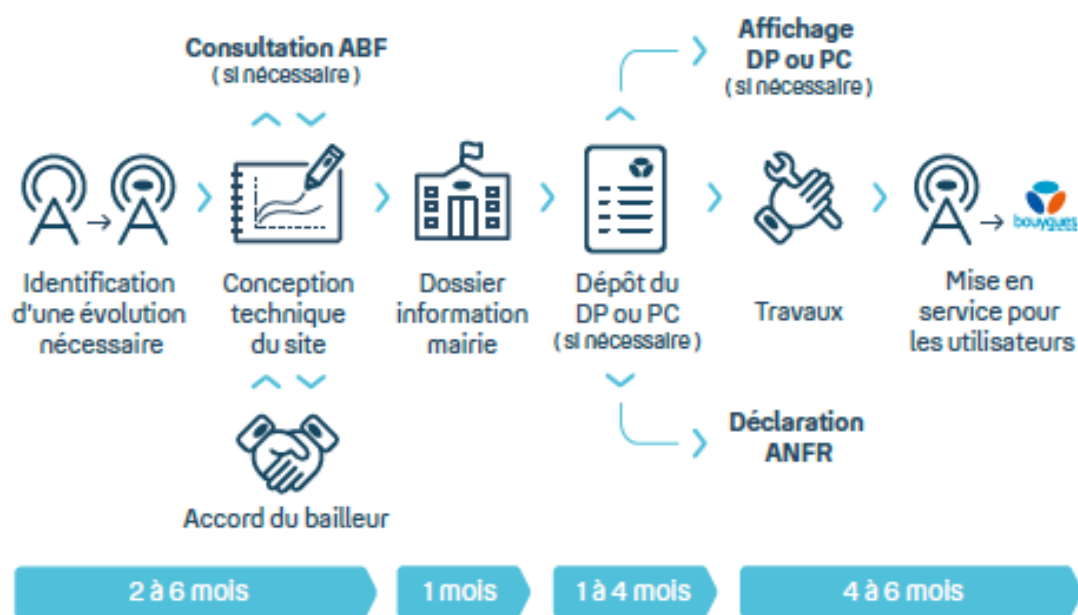 Consultation ABF
( si nécessaire )
Affichage
DP ou PC
( si nécessaire )
Identification
d'une évolution
nécessaire
Conception
technique
du site
Dossier
information
mairie
Dépôt du
DP ou PC
( si nécessaire )
Travaux
bouygues
Mise en
service pour
les utilisateurs
Accord du bailleur
Déclaration
ANFR
2 à 6 mois
1 mois
1 à 4 mois
4 à 6 mois